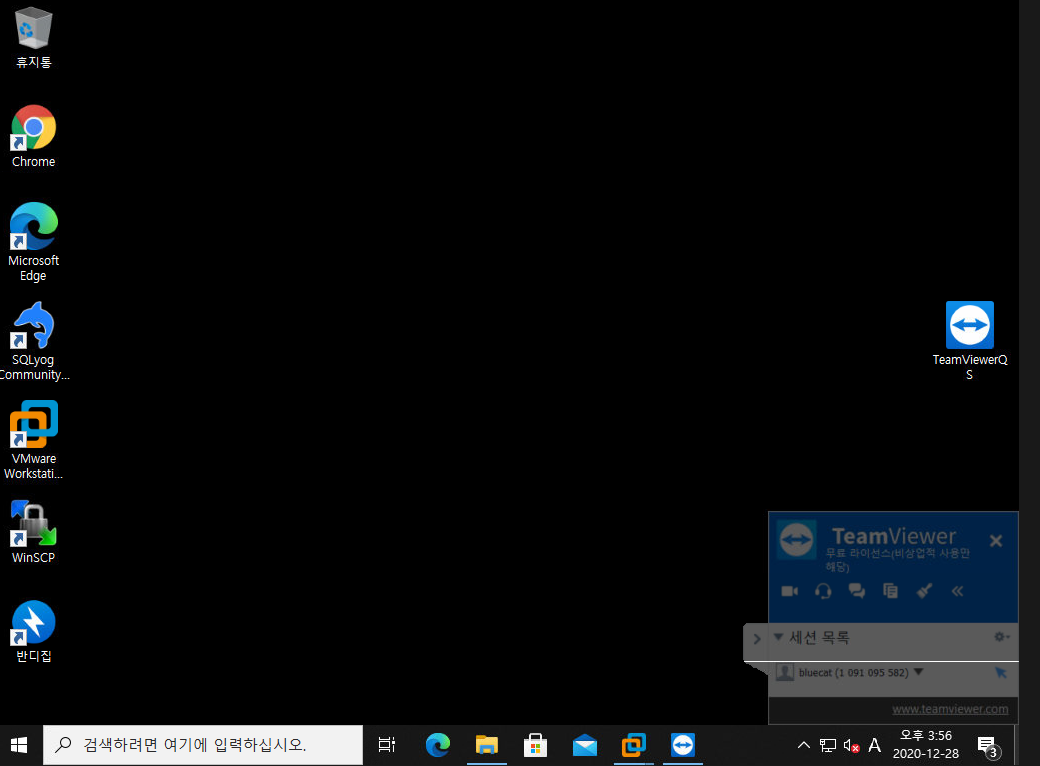 휴지통
Chrome
Microsoft
Edge
SQLyog
Community...
VMware
Workstati...
WinSCP
반디집
TeamViewerQ
S
TeamViewer
무료 라이선스(비상업적 사용만
해당)
세션 목록
bluecat (1 091 095 582)
www.teamviewer.com
검색하려면 여기에 입력하십시오.
A
오후 3:56
2020-12-28
3